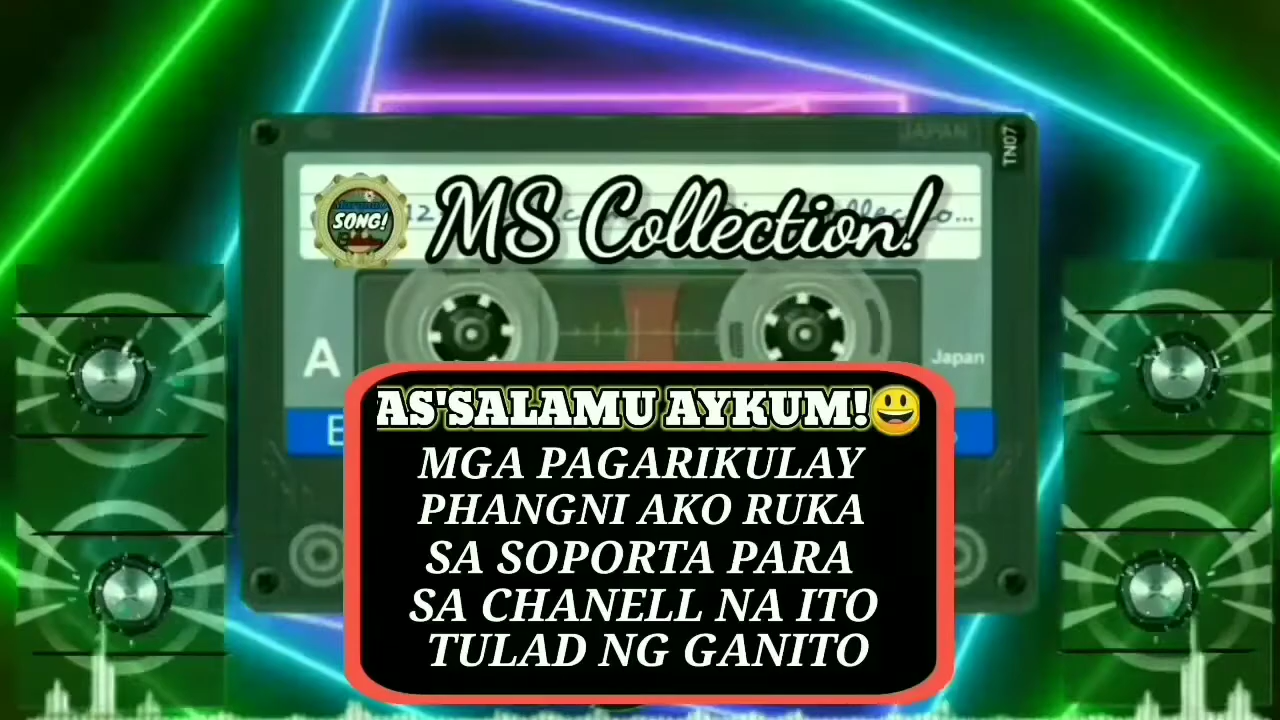 JAPAN
TN07
SONG!
MS Collection!
A
Japan
AS'SALAMU AYKUM!😃
MGA PAGARIKULAY
PHANGNI AKO RUKA
SA SOPORTA PARA
SA CHANELL NA ITO
TULAD NG GANITO